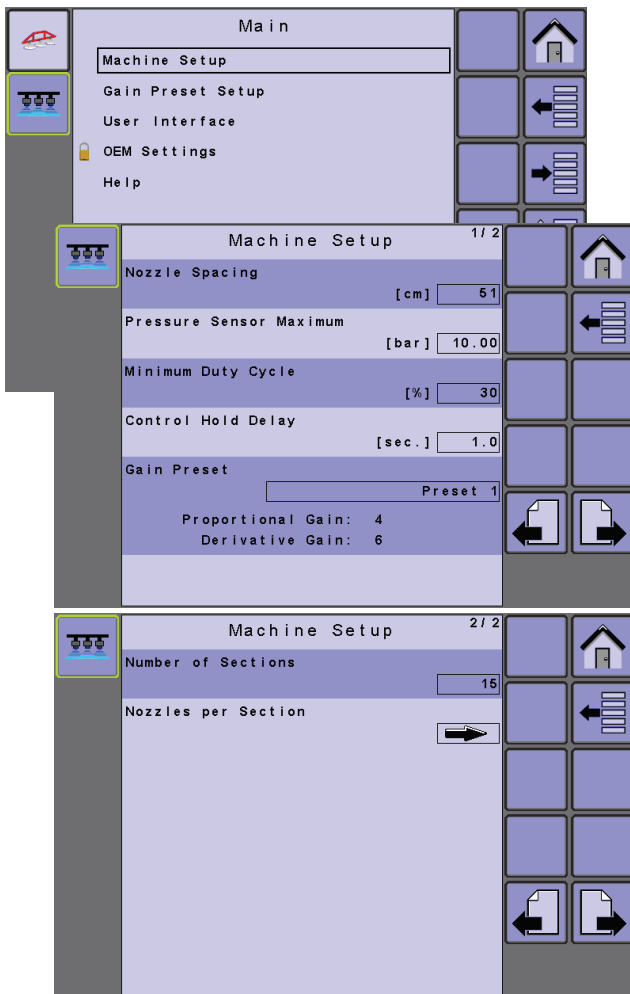 Main
Machine Setup
Gain Preset Setup
User Interface
OEM Settings
Help
Machine Setup 1/2
Nozzle Spacing
[cm] 51
Pressure Sensor Maximum
[bar] 10.00
Minimum Duty Cycle
[%] 30
Control Hold Delay
[sec.] 1.0
Gain Preset
Preset 1
Proportional Gain: 4
Derivative Gain: 6
Machine Setup 2/2
Number of Sections
15
Nozzles per Section